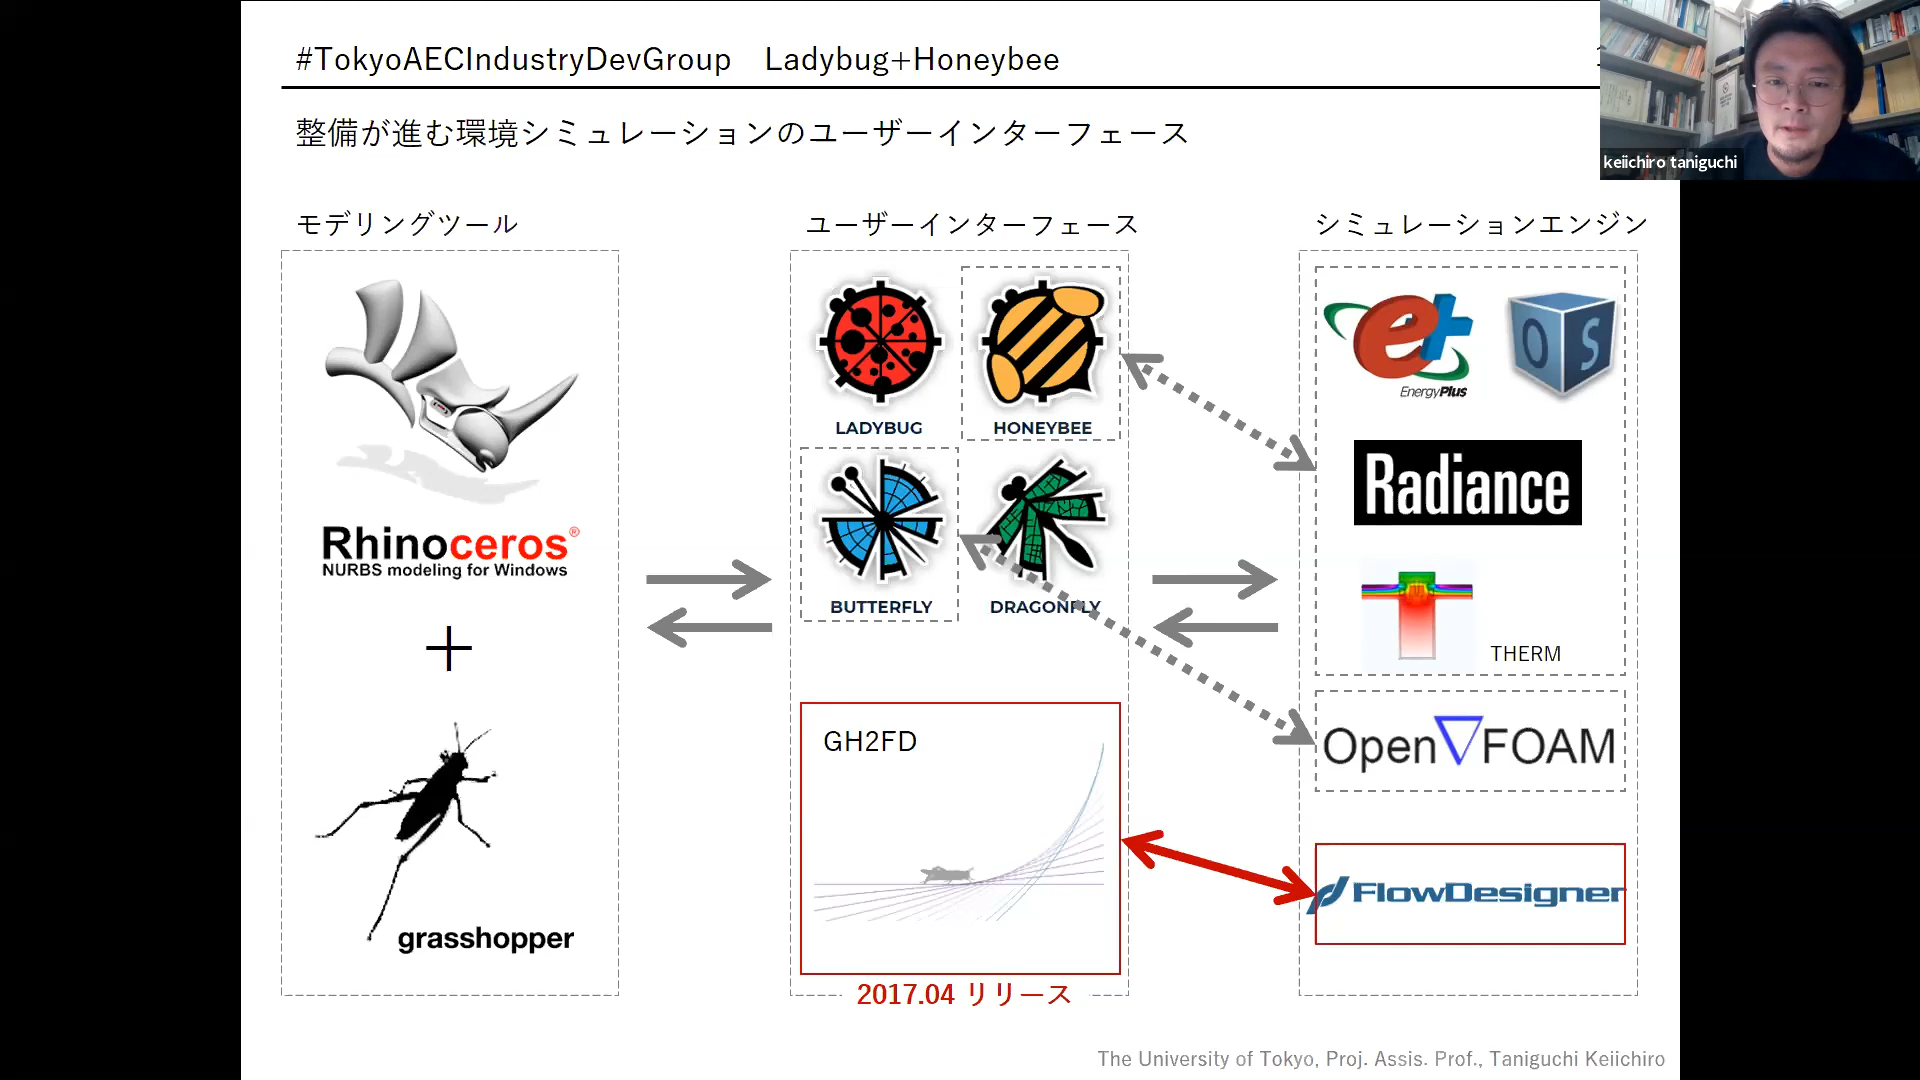 #TokyoAECIndustryDevGroup　Ladybug+Honeybee
keiichiro taniguchi
整備が進む環境シミュレーションのユーザーインターフェース
モデリングツール
Rhinoceros®
NURBS modeling for Windows
+
grasshopper
ユーザーインターフェース
LADYBUG
HONEYBEE
BUTTERFLY
DRAGONFLY
GH2FD
2017.04 リリース
シミュレーションエンジン
e+
EnergyPlus
OS
Radiance
THERM
Open∇FOAM
FlowDesigner
The University of Tokyo, Proj. Assis. Prof., Taniguchi Keiichiro